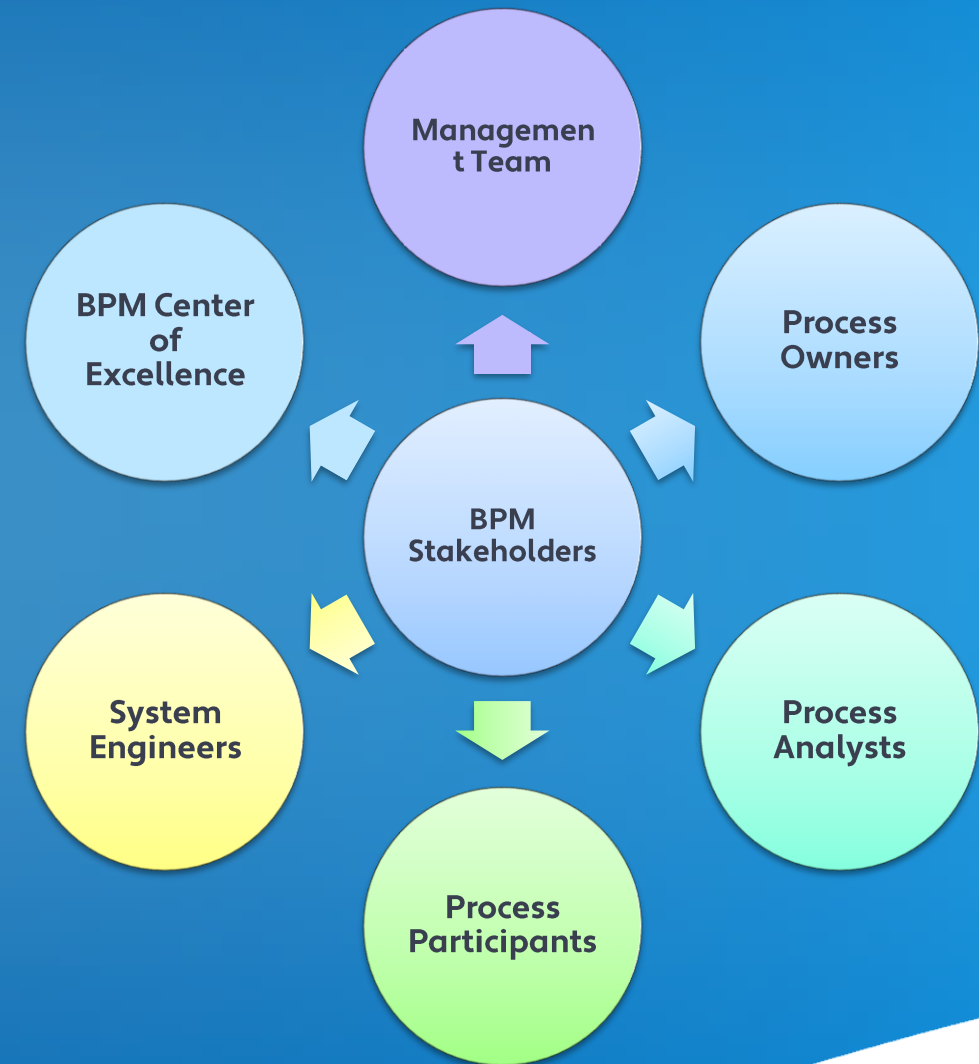 Managemen
t Team
BPM Center
of
Excellence
Process
Owners
BPM
Stakeholders
System
Engineers
Process
Analysts
Process
Participants